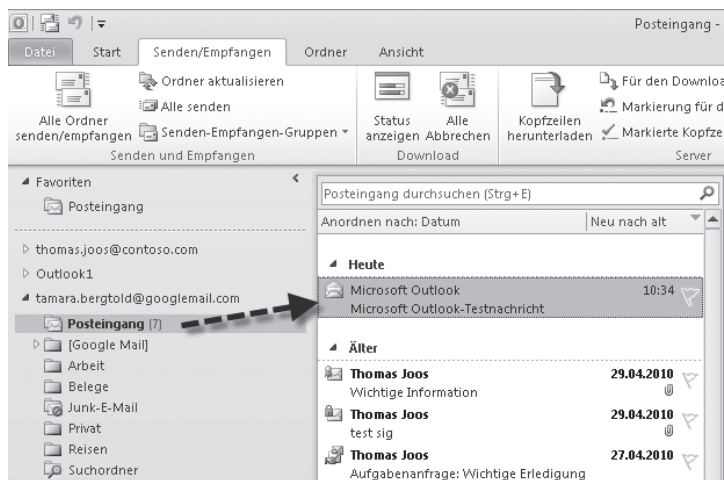 Posteingang -
Datei Start Senden/Empfangen Ordner Ansicht
Alle Ordner
senden/empfangen
Ordner aktualisieren
Alle senden
Senden-Empfangen-Gruppen
Senden und Empfangen
Status
anzeigen
Alle
Abbrechen
Download
Kopfzeilen
herunterladen
Für den Downloa
Markierung für d
Markierte Kopfze
Server
Favoriten
Posteingang
thomas.joos@contoso.com
Outlook1
tamara.bergtold@googlemail.com
Posteingang (7)
[Google Mail]
Arbeit
Belege
Junk-E-Mail
Privat
Reisen
Suchordner
Posteingang durchsuchen (Strg+E)
Anordnen nach: Datum Neu nach alt
Heute
Microsoft Outlook 10:34
Microsoft Outlook-Testnachricht
Älter
Thomas Joos 29.04.2010
Wichtige Information
Thomas Joos 29.04.2010
test sig
Thomas Joos 27.04.2010
Aufgabenanfrage: Wichtige Erledigung